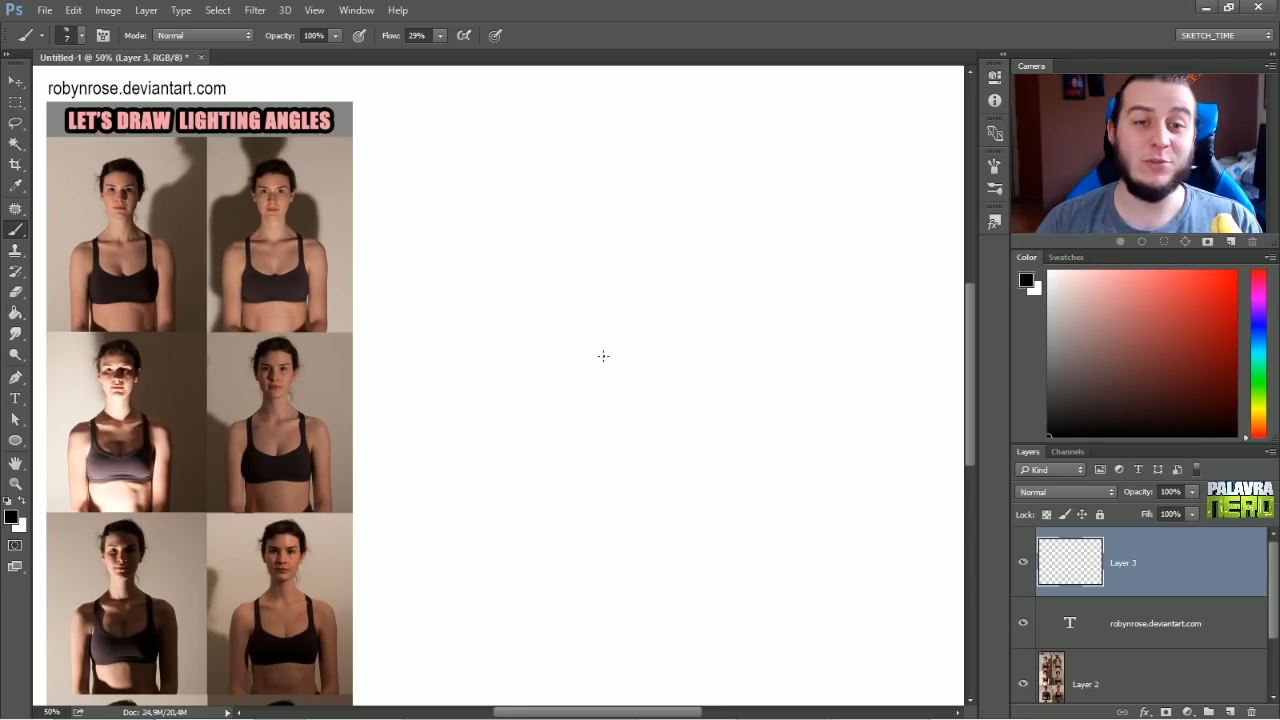 Ps File Edit Image Layer Type Select Filter 3D View Window Help
7 Mode: Normal Opacity: 100% Flow: 29% SKETCH_TIME
Untitled-1 @ 50% (Layer 3, RGB/8) *
Camera
robynrose.deviantart.com
LET'S DRAW LIGHTING ANGLES
Color Swatches
Layers Channels
Kind
Normal Opacity: 100%
PALAVRA
NERD
Lock: Fill: 100%
Layer 3
T robynrose.deviantart.com
Layer 2
50% Doc: 24,9M/20,4M